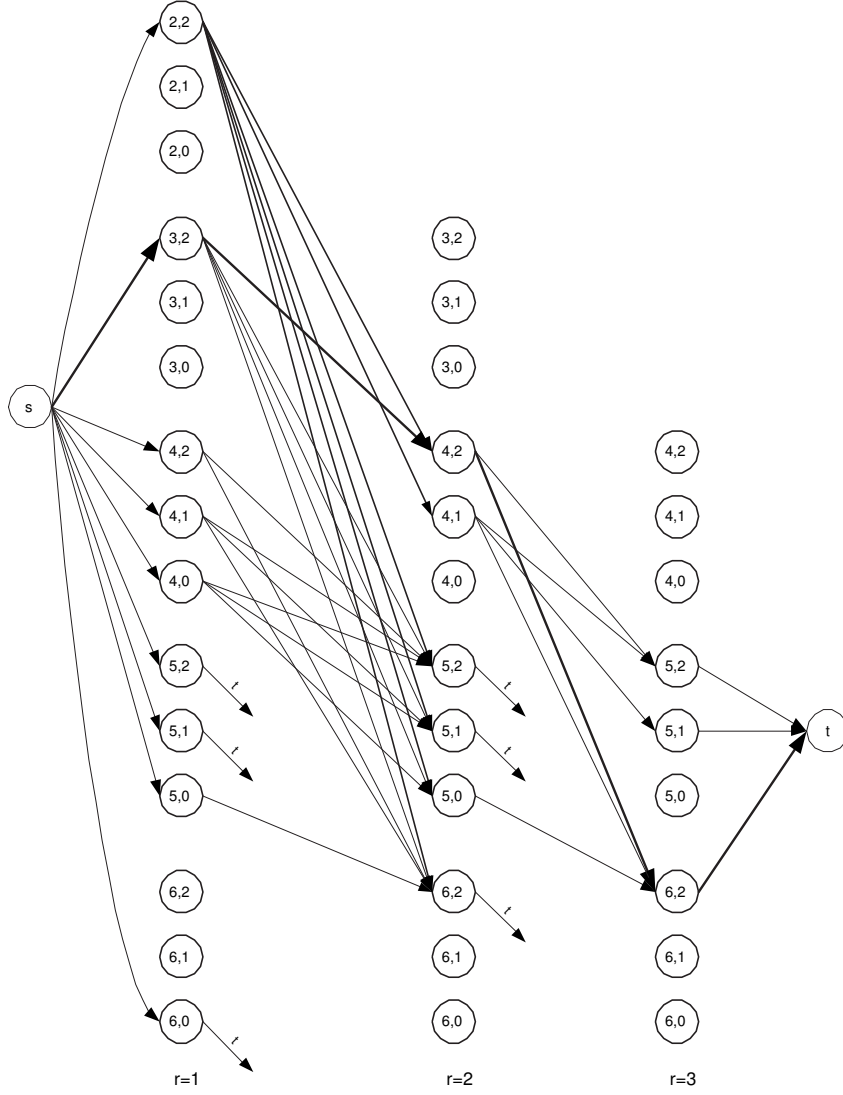 2,2
2,1
2,0
3,2 3,2
3,1 3,1
3,0 3,0
s
4,2 4,2 4,2
4,1 4,1 4,1
4,0 4,0 4,0
5,2 5,2 5,2
t t
5,1 5,1 5,1 t
t t
5,0 5,0 5,0
6,2 6,2 6,2
t
6,1 6,1 6,1
6,0 6,0 6,0
t
r=1 r=2 r=3